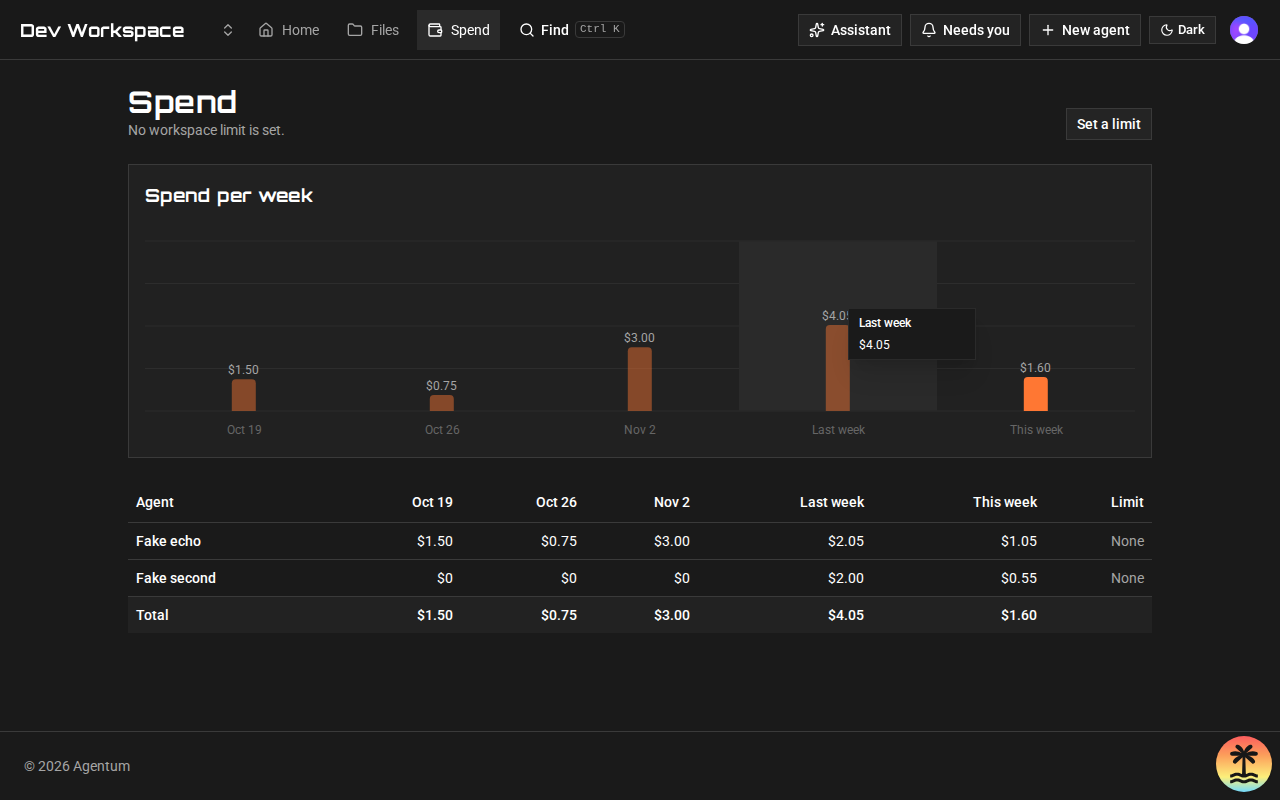 Dev Workspace
Home
Files
Spend
Find Ctrl K
Assistant
Needs you
New agent
Dark
Spend
No workspace limit is set.
Set a limit
Spend per week
$1.50
$0.75
$3.00
$4.05
Last week
$4.05
$1.60
Oct 19
Oct 26
Nov 2
Last week
This week
Agent Oct 19 Oct 26 Nov 2 Last week This week Limit
Fake echo $1.50 $0.75 $3.00 $2.05 $1.05 None
Fake second $0 $0 $0 $2.00 $0.55 None
Total $1.50 $0.75 $3.00 $4.05 $1.60
© 2026 Agentum